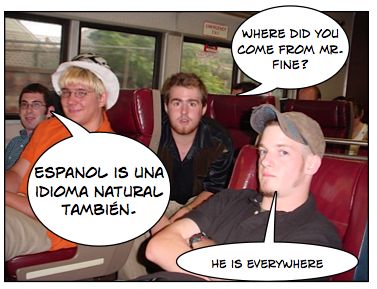 WHERE DID YOU
COME FROM MR.
FINE?
ESPANOL IS UNA
IDIOMA NATURAL
TAMBIÉN.
HE IS EVERYWHERE